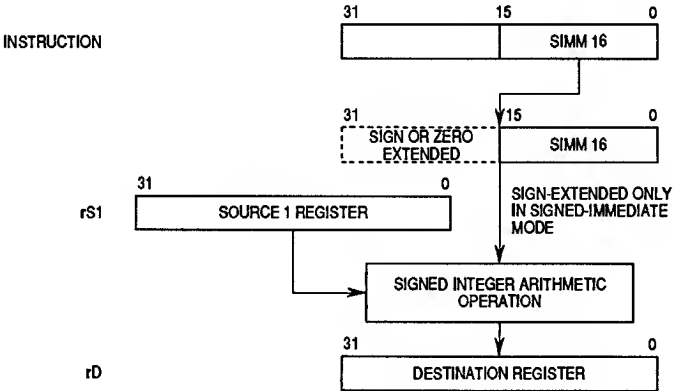 31 15 0
INSTRUCTION
SIMM 16
31 15 0
SIGN OR ZERO
EXTENDED
SIMM 16
31 0
rS1
SOURCE 1 REGISTER
SIGN-EXTENDED ONLY
IN SIGNED-IMMEDIATE
MODE
SIGNED INTEGER ARITHMETIC
OPERATION
31 0
rD
DESTINATION REGISTER